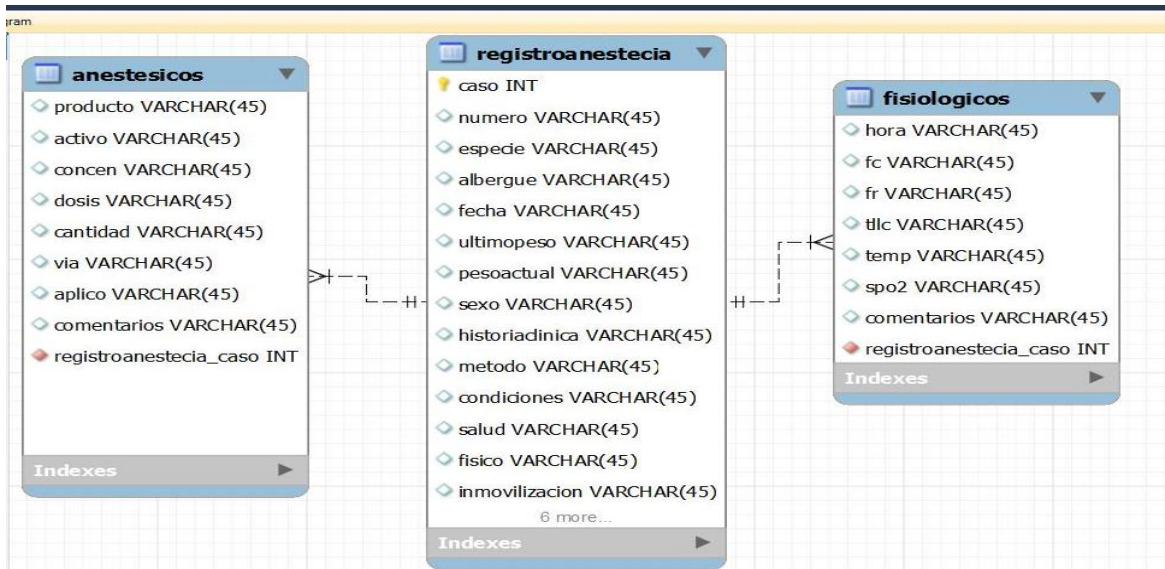 gram
anestesicos
producto VARCHAR(45)
activo VARCHAR(45)
concen VARCHAR(45)
dosis VARCHAR(45)
cantidad VARCHAR(45)
via VARCHAR(45)
aplico VARCHAR(45)
comentarios VARCHAR(45)
registroanestecia_caso INT
Indexes
registroanestecia
caso INT
numero VARCHAR(45)
especie VARCHAR(45)
albergue VARCHAR(45)
fecha VARCHAR(45)
ultimopeso VARCHAR(45)
pesoactual VARCHAR(45)
sexo VARCHAR(45)
historiaclinica VARCHAR(45)
metodo VARCHAR(45)
condiciones VARCHAR(45)
salud VARCHAR(45)
fisico VARCHAR(45)
inmovilizacion VARCHAR(45)
6 more...
Indexes
fisiologicos
hora VARCHAR(45)
fc VARCHAR(45)
fr VARCHAR(45)
tllc VARCHAR(45)
temp VARCHAR(45)
spo2 VARCHAR(45)
comentarios VARCHAR(45)
registroanestecia_caso INT
Indexes